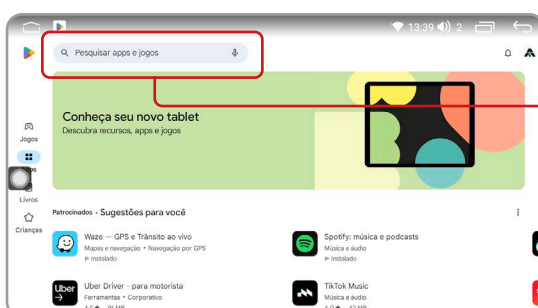 13:39 2
Pesquisar apps e jogos
Conheça seu novo tablet
Descubra recursos, apps e jogos
Jogos
Livros
Crianças
Patrocinados • Sugestões para você
Waze – GPS e Trânsito ao vivo
Mapas e navegação • Navegação por GPS
Instalado
Spotify: música e podcasts
Música e áudio
Instalado
Uber
Uber Driver - para motorista
Ferramentas • Corporativo
TikTok Music
Música e áudio